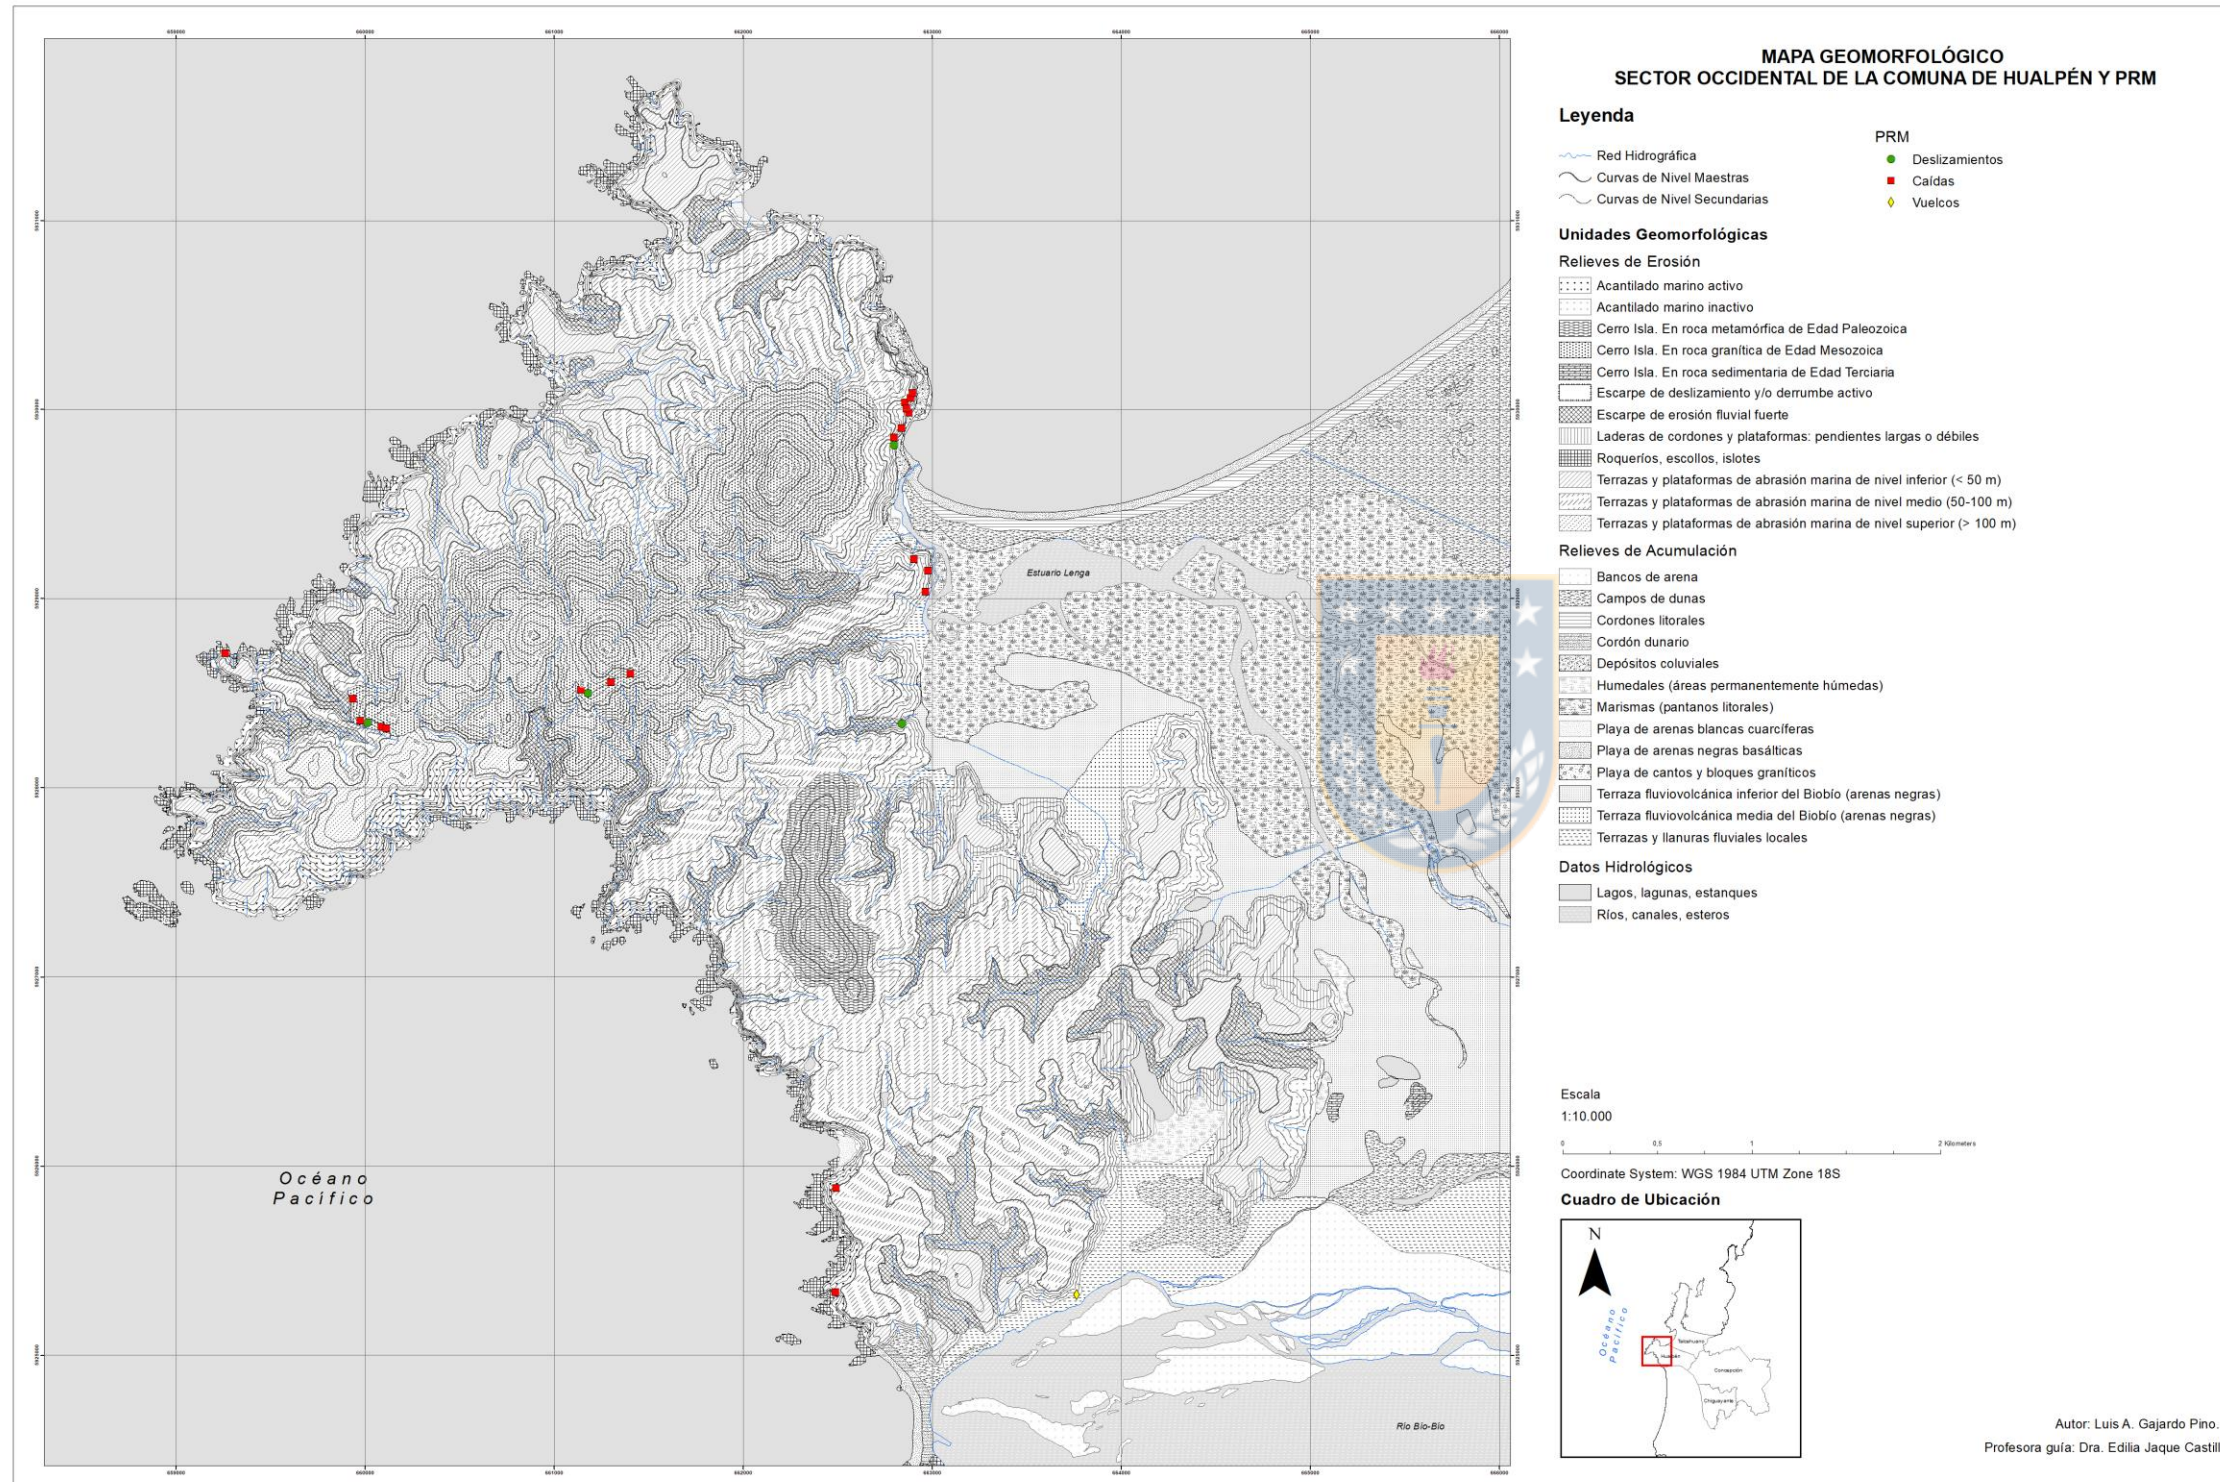 MAPA GEOMORFOLÓGICO
SECTOR OCCIDENTAL DE LA COMUNA DE HUALPÉN Y PRM
Leyenda
Red Hidrográfica
Curvas de Nivel Maestras
Curvas de Nivel Secundarias
PRM
Deslizamientos
Caídas
Vuelcos
Unidades Geomorfológicas
Relieves de Erosión
Acantilado marino activo
Acantilado marino inactivo
Cerro Isla. En roca metamórfica de Edad Paleozoica
Cerro Isla. En roca granítica de Edad Mesozoica
Cerro Isla. En roca sedimentaria de Edad Terciaria
Escarpe de deslizamiento y/o derrumbe activo
Escarpe de erosión fluvial fuerte
Laderas de cordones y plataformas: pendientes largas o débiles
Roqueríos, escollos, islotes
Terrazas y plataformas de abrasión marina de nivel inferior (< 50 m)
Terrazas y plataformas de abrasión marina de nivel medio (50-100 m)
Terrazas y plataformas de abrasión marina de nivel superior (> 100 m)
Relieves de Acumulación
Bancos de arena
Campos de dunas
Cordones litorales
Cordón dunario
Depósitos coluviales
Humedales (áreas permanentemente húmedas)
Marismas (pantanos litorales)
Playa de arenas blancas cuarcíferas
Playa de arenas negras basálticas
Playa de cantos y bloques graníticos
Terraza fluviovolcánica inferior del Biobío (arenas negras)
Terraza fluviovolcánica media del Biobío (arenas negras)
Terrazas y llanuras fluviales locales
Datos Hidrológicos
Lagos, lagunas, estanques
Ríos, canales, esteros
Estuario Lenga
Océano
Pacífico
Río Bío-Bío
Escala
1:10.000
0 0,5 1 2 Kilometers
Coordinate System: WGS 1984 UTM Zone 18S
Cuadro de Ubicación
N
Océano
Pacífico
Talcahuano
Hualpén
Concepción
Chiguayante
Autor: Luis A. Gajardo Pino.
Profesora guía: Dra. Edilia Jaque Castill